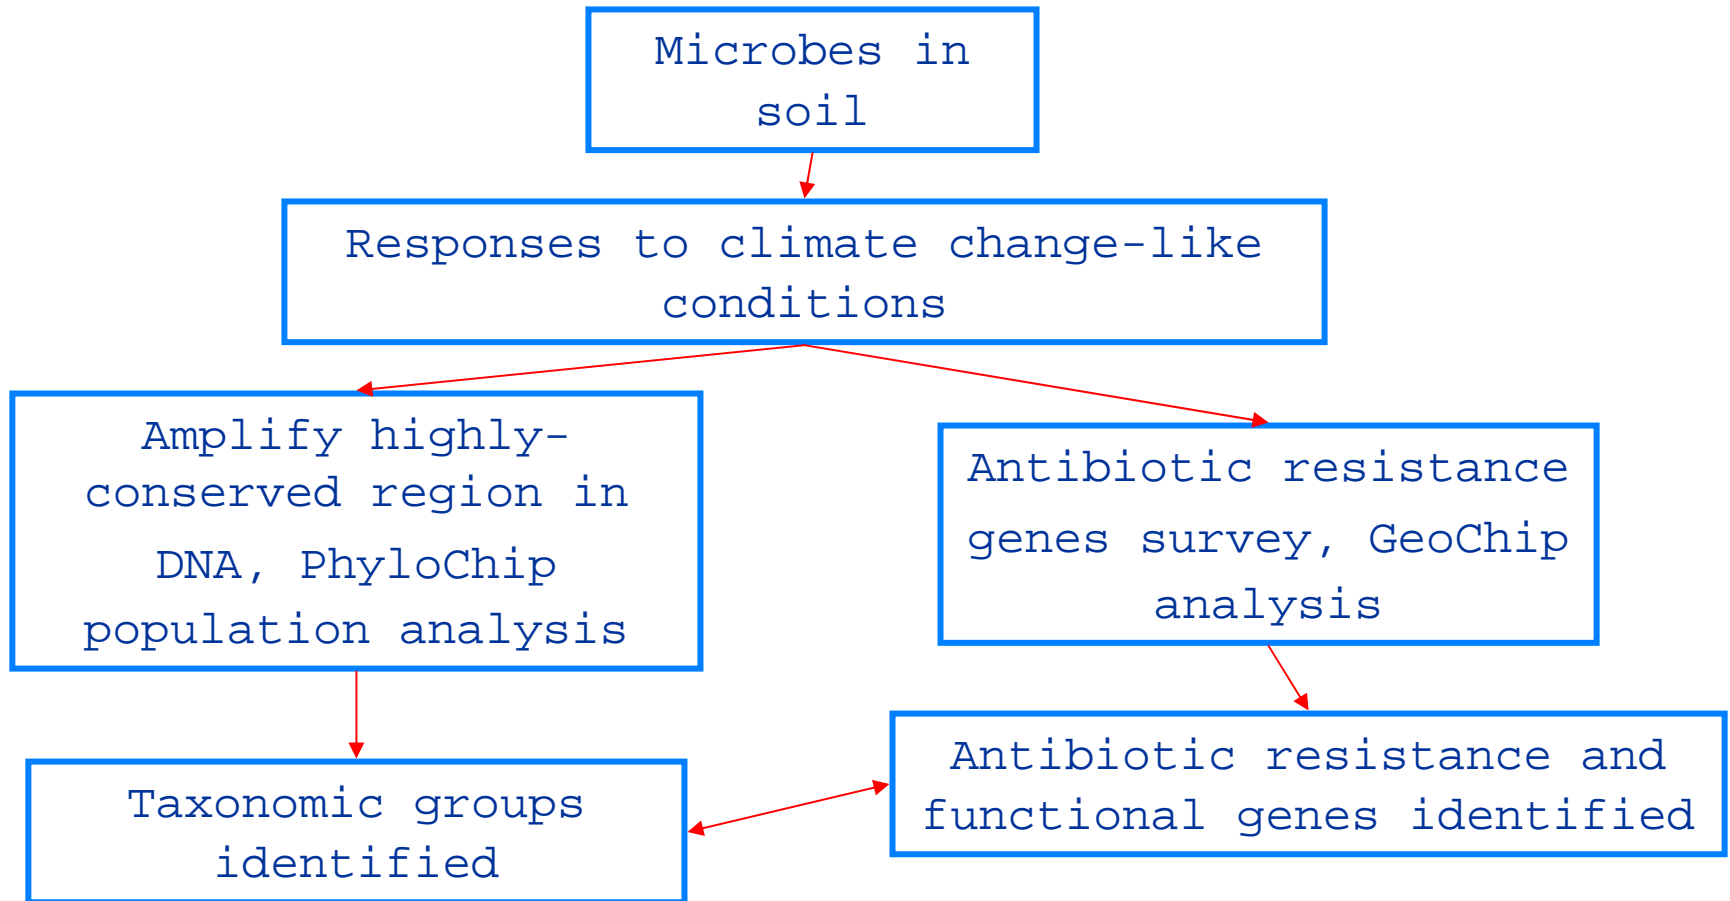 Microbes in
soil
Responses to climate change-like
conditions
Amplify highly-
conserved region in
DNA, PhyloChip
population analysis
Antibiotic resistance
genes survey, GeoChip
analysis
Taxonomic groups
identified
Antibiotic resistance and
functional genes identified